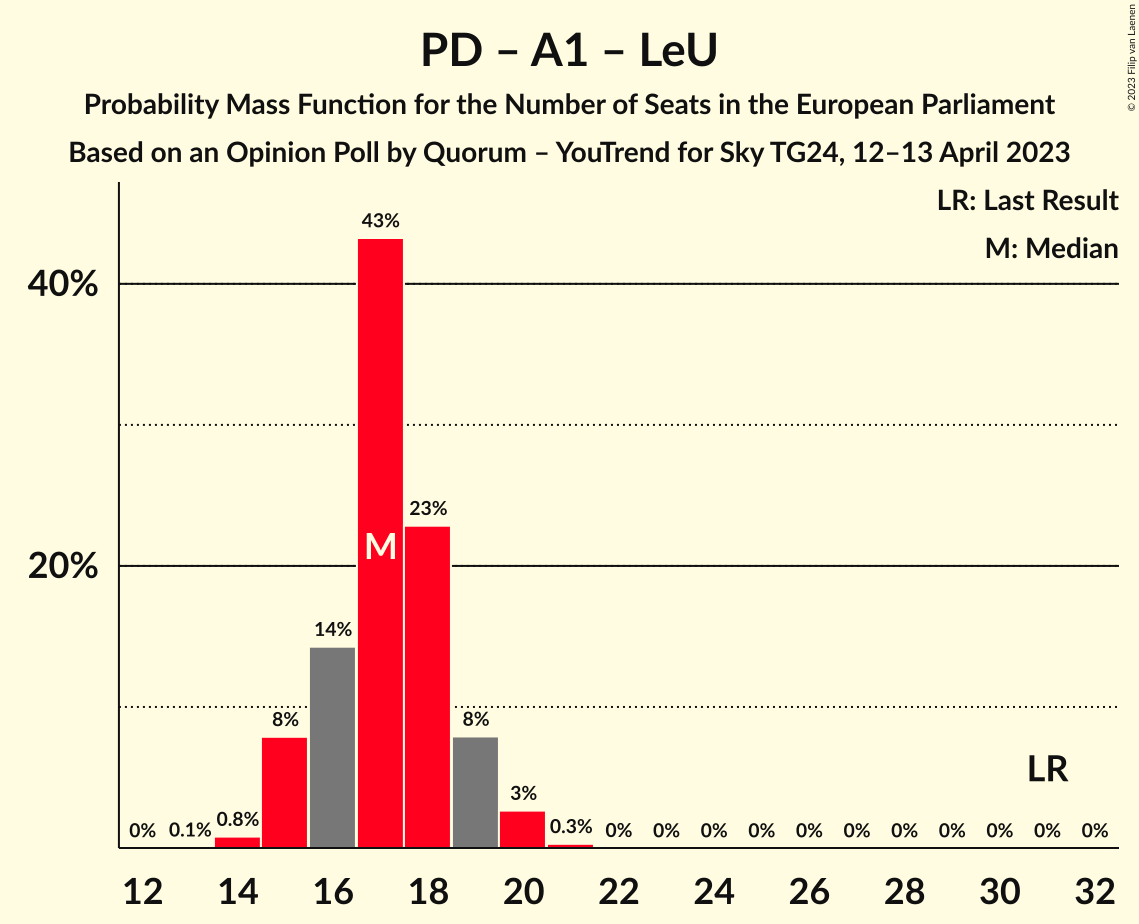 PD – A1 – LeU
Probability Mass Function for the Number of Seats in the European Parliament
Based on an Opinion Poll by Quorum – YouTrend for Sky TG24, 12–13 April 2023
© 2023 Filip van Laenen
LR: Last Result
M: Median
43%
40%
23%
M
20%
14%
8%
8%
LR
3%
0% 0.1% 0.8% 0.3% 0% 0% 0% 0% 0% 0% 0% 0% 0% 0% 0%
12 14 16 18 20 22 24 26 28 30 32